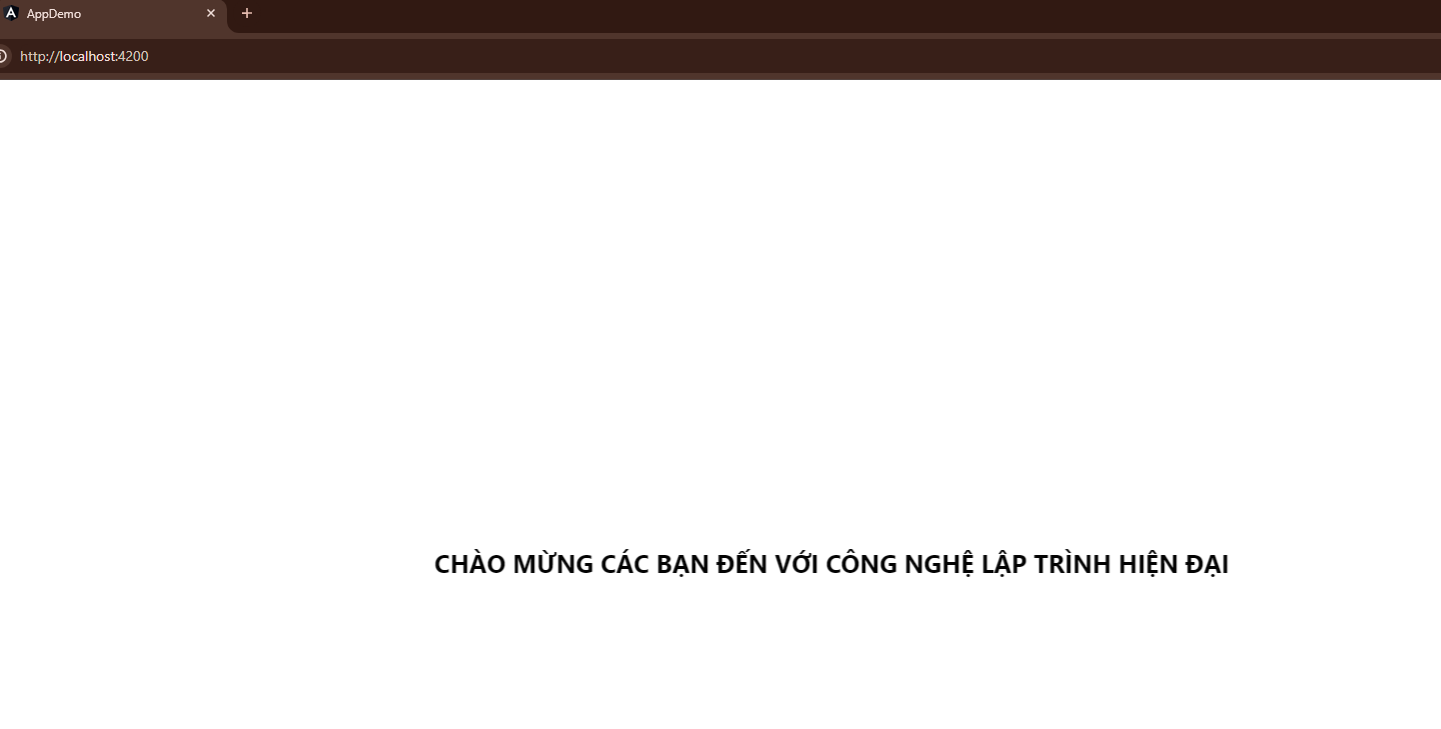 AppDemo
http://localhost:4200
CHÀO MỪNG CÁC BẠN ĐẾN VỚI CÔNG NGHỆ LẬP TRÌNH HIỆN ĐẠI